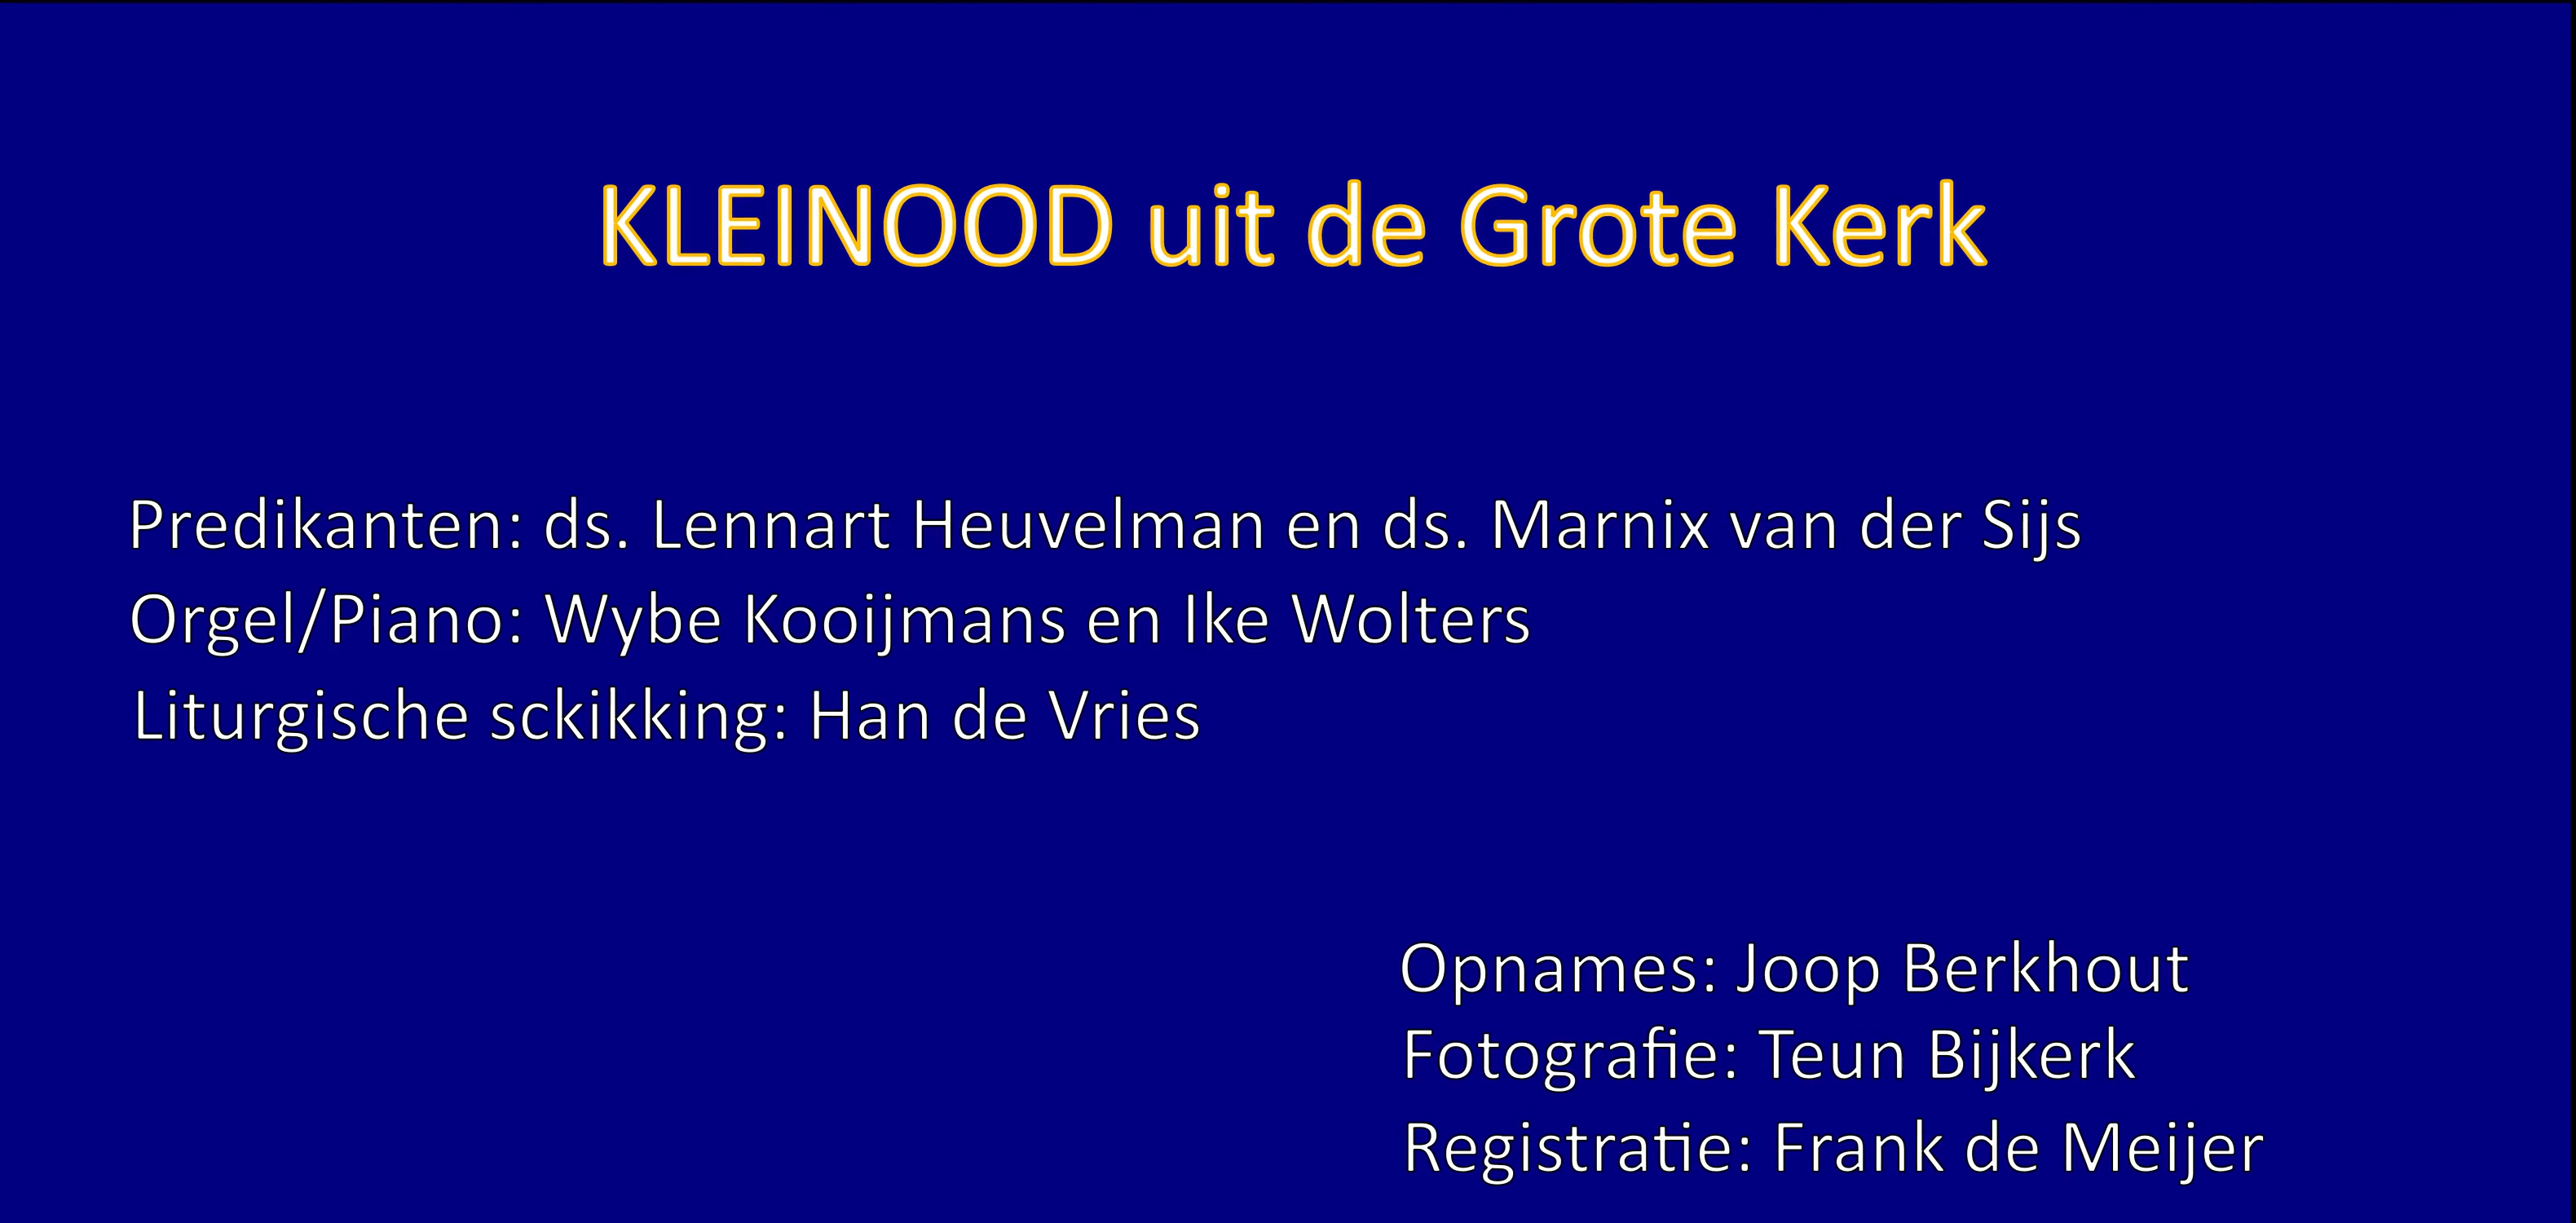 KLEINOOD uit de Grote Kerk
Predikanten: ds. Lennart Heuvelman en ds. Marnix van der Sijs
Orgel/Piano: Wybe Kooijmans en Ike Wolters
Liturgische sckikking: Han de Vries
Opnames: Joop Berkhout
Fotografie: Teun Bijkerk
Registratie: Frank de Meijer